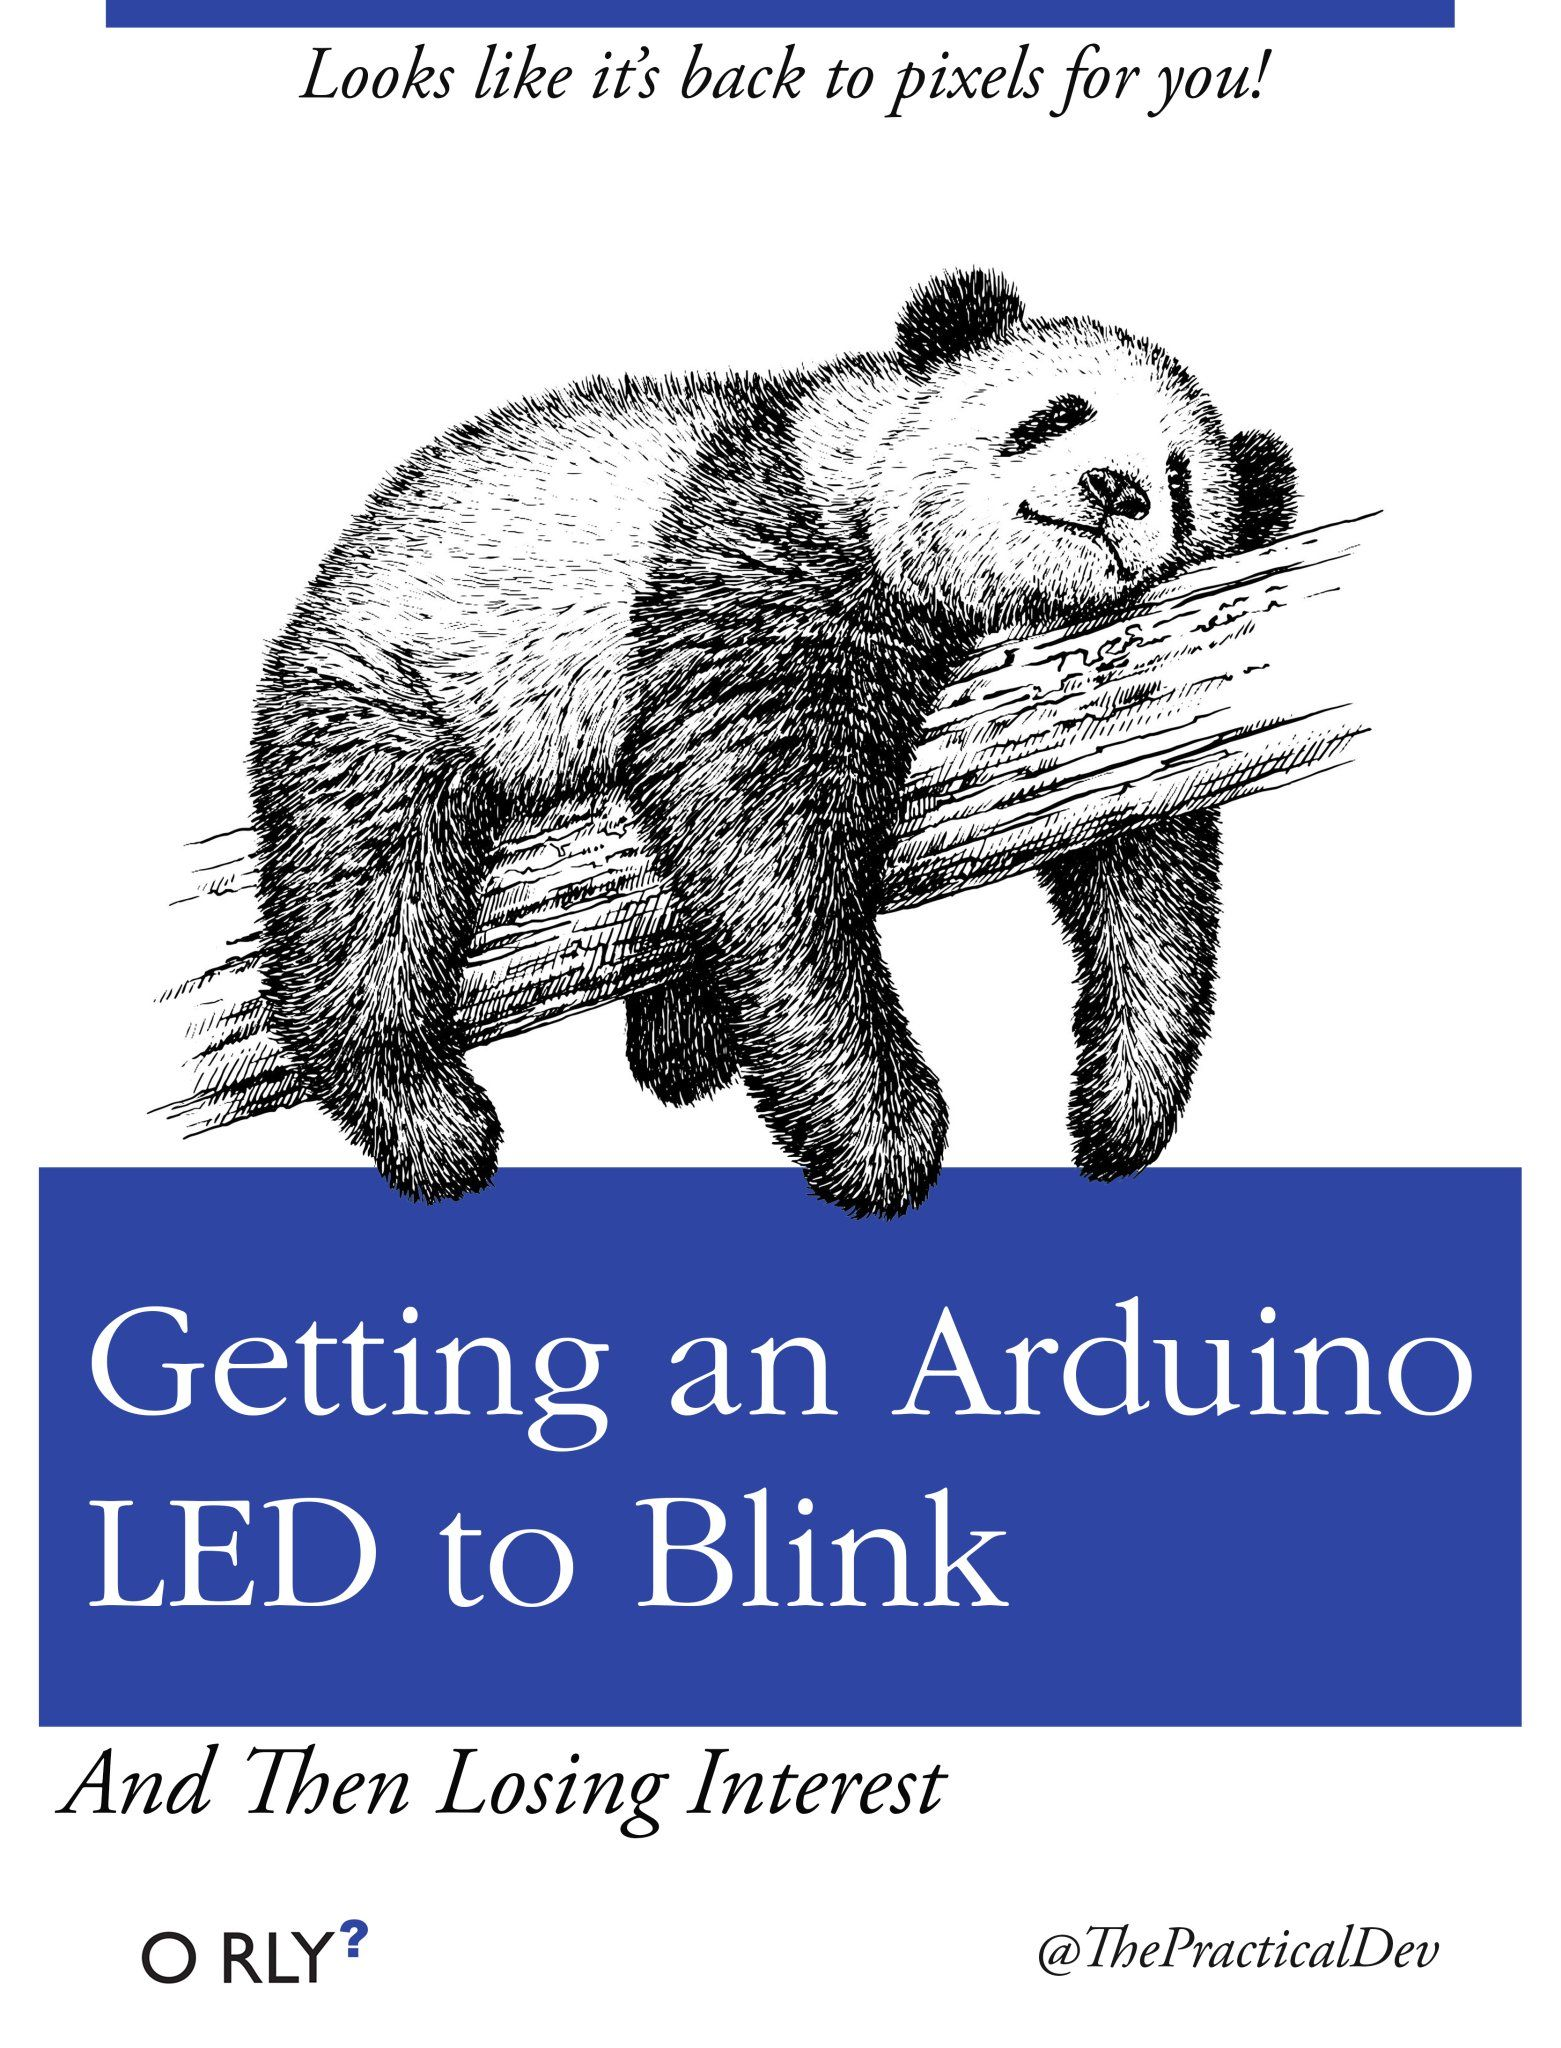 Looks like it's back to pixels for you!
Getting an Arduino
LED to Blink
And Then Losing Interest
O RLY?
@ThePracticalDev